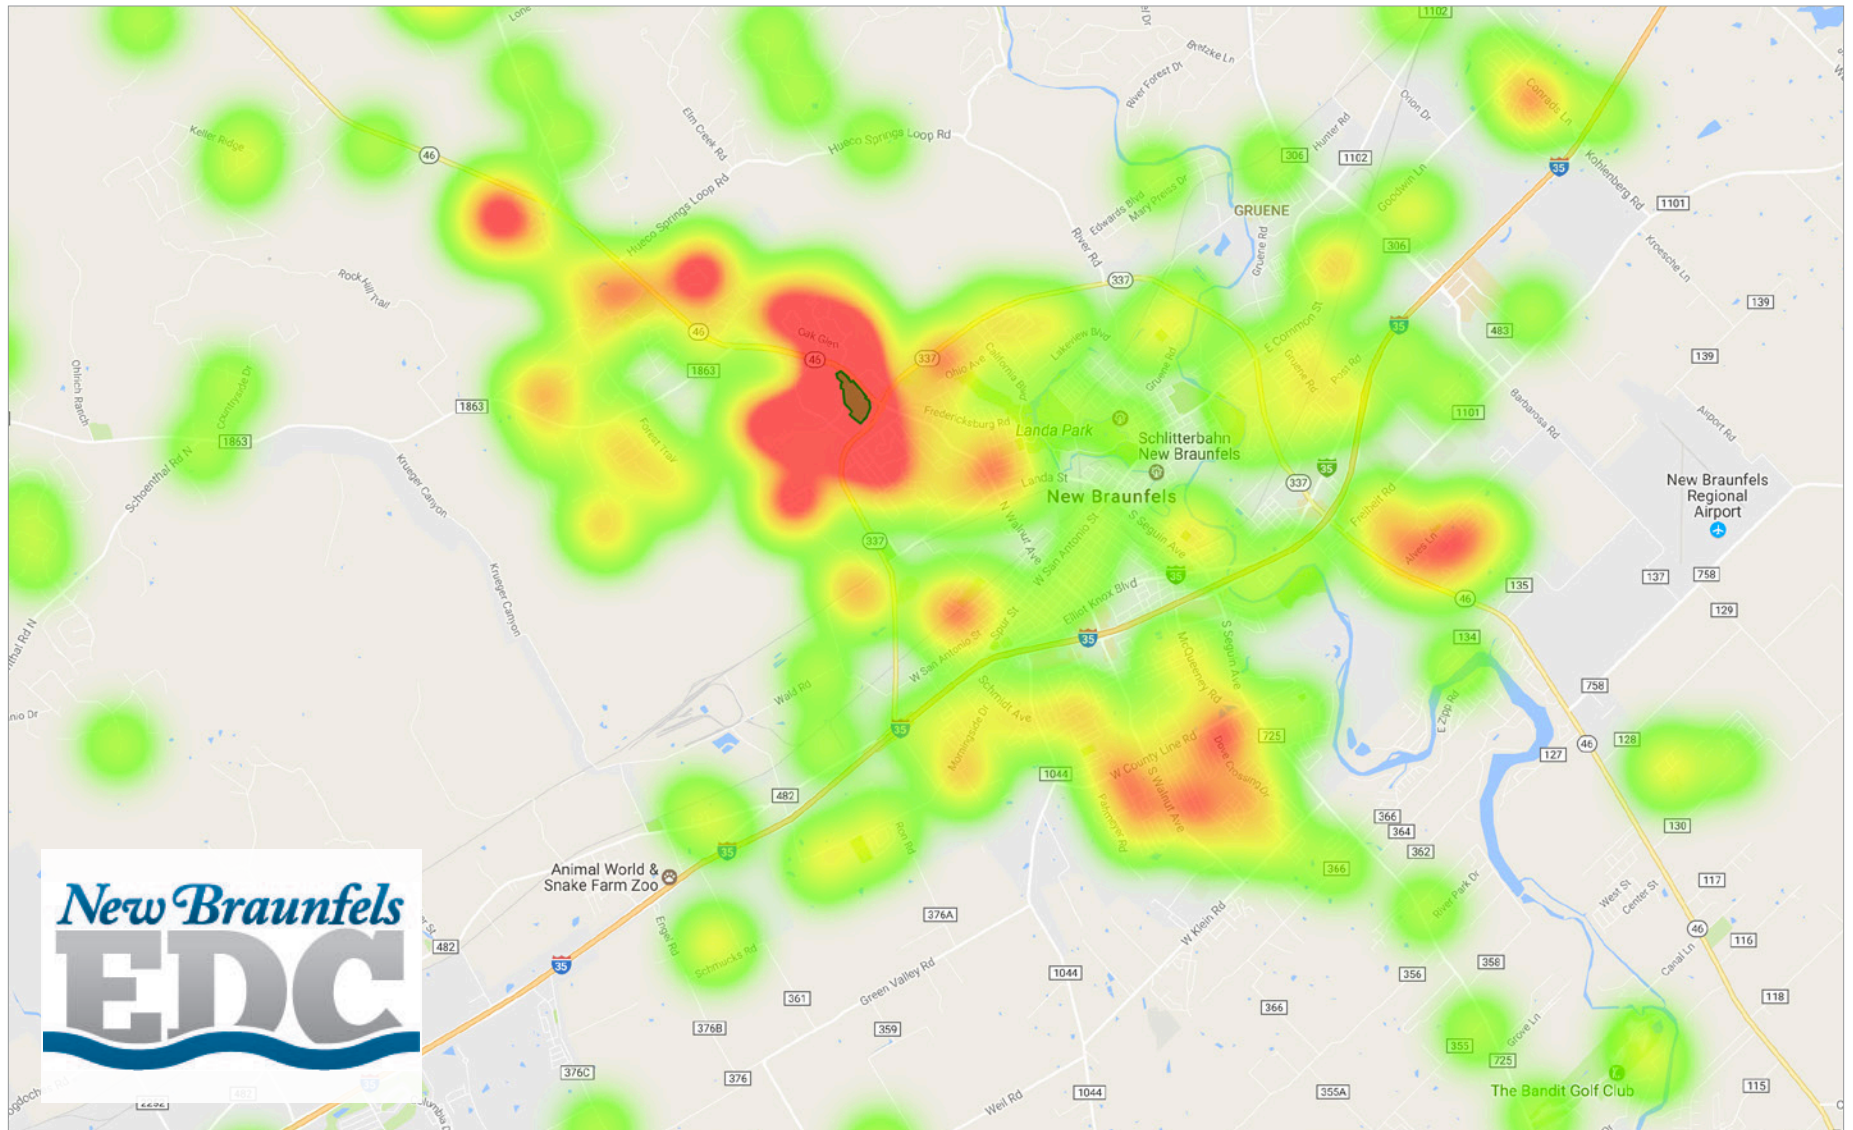 1102
Bretzke Ln
River Forest Dr
Orion Dr
Conrads Ln
Hunter Rd
Keller Ridge
46
Elm Creek Rd
Hueco Springs Loop Rd
306
1102
35
Kohlenberg Rd
Goodwin Ln
Edwards Blvd
Mary Preiss Dr
1101
GRUENE
Hueco Springs Loop Rd
River Rd
Gruene Rd
306
Kroesche Ln
Rock Hill Trail
337
139
46
Oak Glen
46
337
Lakeview Blvd
E Common St
35
483
139
Ohlrich Ranch
1863
Ohio Ave
California Blvd
Gruene Rd
Gruene Rd
Post Rd
Countryside Dr
1863
Fredericksburg Rd
Landa Park
1101
Barbarosa Rd
Airport Rd
1863
Forest Trail
Schlitterbahn
New Braunfels
Schoenthal Rd N
Krueger Canyon
Landa St
New Braunfels
35
337
New Braunfels
Regional
Airport
Freiheit Rd
N Walnut Ave
W San Antonio St
S Seguin Ave
337
Alves Ln
Krueger Canyon
35
46
135
137
758
129
Elliot Knox Blvd
Spur St
W San Antonio St
35
134
McQueeney Rd
S Seguin Ave
Wald Rd
Schmidt Ave
758
E Zipp Rd
35
Morningside Dr
725
W County Line Rd
Dove Crossing Dr
46
128
127
1044
S Walnut Ave
Pahmeyer Rd
482
366
364
130
35
Ron Rd
362
Animal World &
Snake Farm Zoo
366
117
River Park Dr
West St
Center St
376A
W Klein Rd
46
116
Engel Rd
482
Schmucks Rd
35
Green Valley Rd
1044
356
358
Canal Ln
361
366
118
376B
359
Grove Ln
355
725
376C
376
1044
355A
The Bandit Golf Club
115
Weil Rd
New Braunfels
EDC